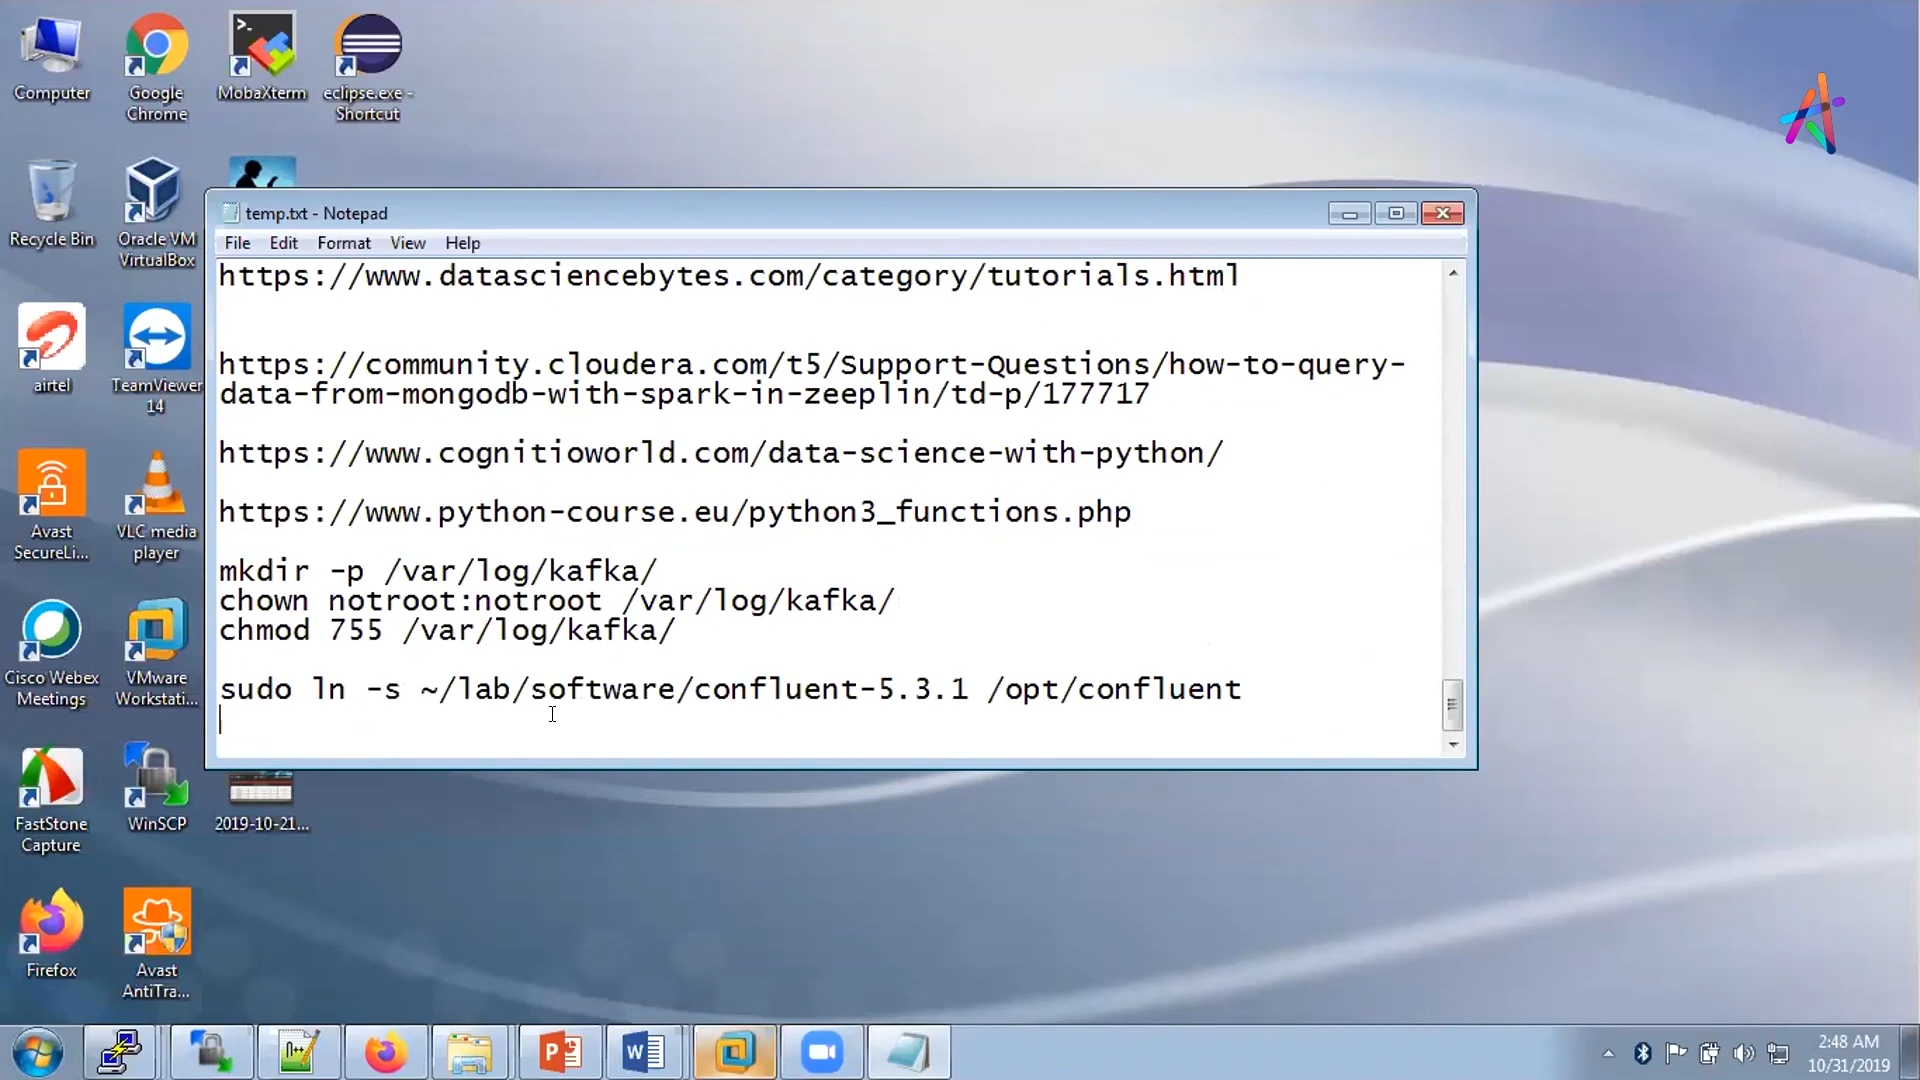 Computer
Google
Chrome
MobaXterm
eclipse.exe -
Shortcut
Recycle Bin
Oracle VM
VirtualBox
temp.txt - Notepad
File Edit Format View Help
https://www.datasciencebytes.com/category/tutorials.html
https://community.cloudera.com/t5/Support-Questions/how-to-query-
data-from-mongodb-with-spark-in-zeeplin/td-p/177717
https://www.cognitioworld.com/data-science-with-python/
https://www.python-course.eu/python3_functions.php
mkdir -p /var/log/kafka/
chown notroot:notroot /var/log/kafka/
chmod 755 /var/log/kafka/
sudo ln -s ~/lab/software/confluent-5.3.1 /opt/confluent
airtel
TeamViewer
14
Avast
SecureLi...
VLC media
player
Cisco Webex
Meetings
VMware
Workstati...
FastStone
Capture
WinSCP
2019-10-21...
Firefox
Avast
AntiTra...
2:48 AM
10/31/2019